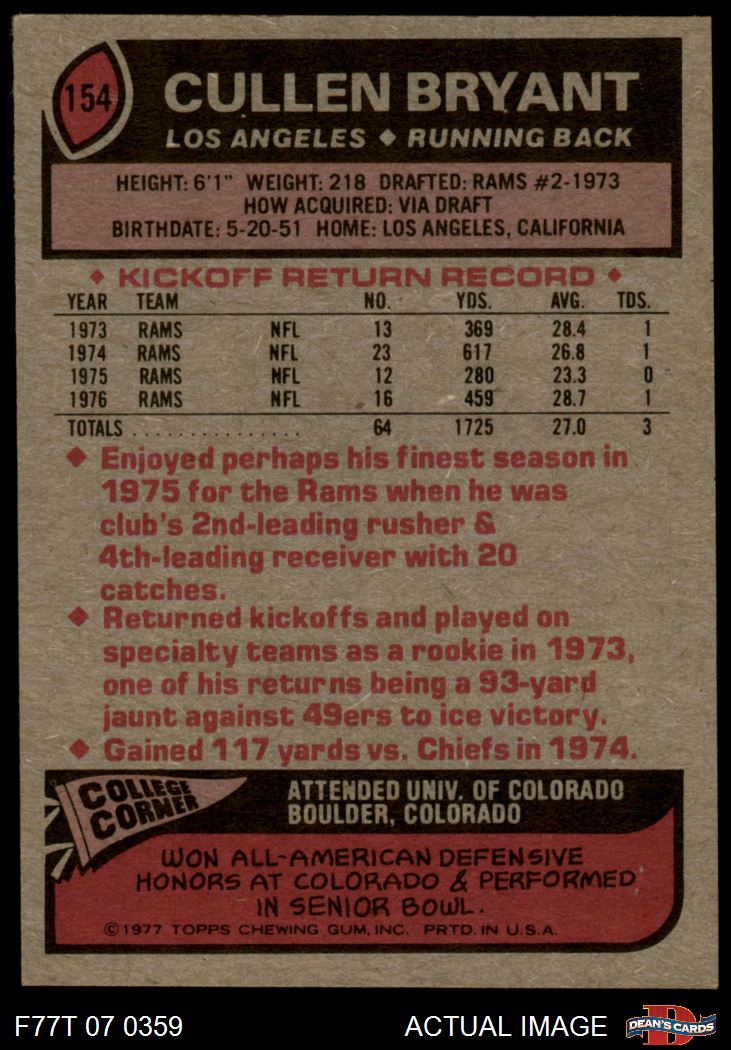 154
CULLEN BRYANT
LOS ANGELES ◆ RUNNING BACK
HEIGHT: 6'1" WEIGHT: 218 DRAFTED: RAMS #2-1973
HOW ACQUIRED: VIA DRAFT
BIRTHDATE: 5-20-51 HOME: LOS ANGELES, CALIFORNIA
◆ KICKOFF RETURN RECORD ◆
YEAR TEAM NO. YDS. AVG. TDS.
1973 RAMS NFL 13 369 28.4 1
1974 RAMS NFL 23 617 26.8 1
1975 RAMS NFL 12 280 23.3 0
1976 RAMS NFL 16 459 28.7 1
TOTALS . . . . . . . . . . . . . . . 64 1725 27.0 3
◆ Enjoyed perhaps his finest season in
1975 for the Rams when he was
club's 2nd-leading rusher &
4th-leading receiver with 20
catches.
◆ Returned kickoffs and played on
specialty teams as a rookie in 1973,
one of his returns being a 93-yard
jaunt against 49ers to ice victory.
◆ Gained 117 yards vs. Chiefs in 1974.
COLLEGE
CORNER
ATTENDED UNIV. OF COLORADO
BOULDER, COLORADO
WON ALL-AMERICAN DEFENSIVE
HONORS AT COLORADO & PERFORMED
IN SENIOR BOWL.
©1977 TOPPS CHEWING GUM, INC. PRTD. IN U.S.A.
F77T 07 0359
ACTUAL IMAGE
D
DEAN'S CARDS